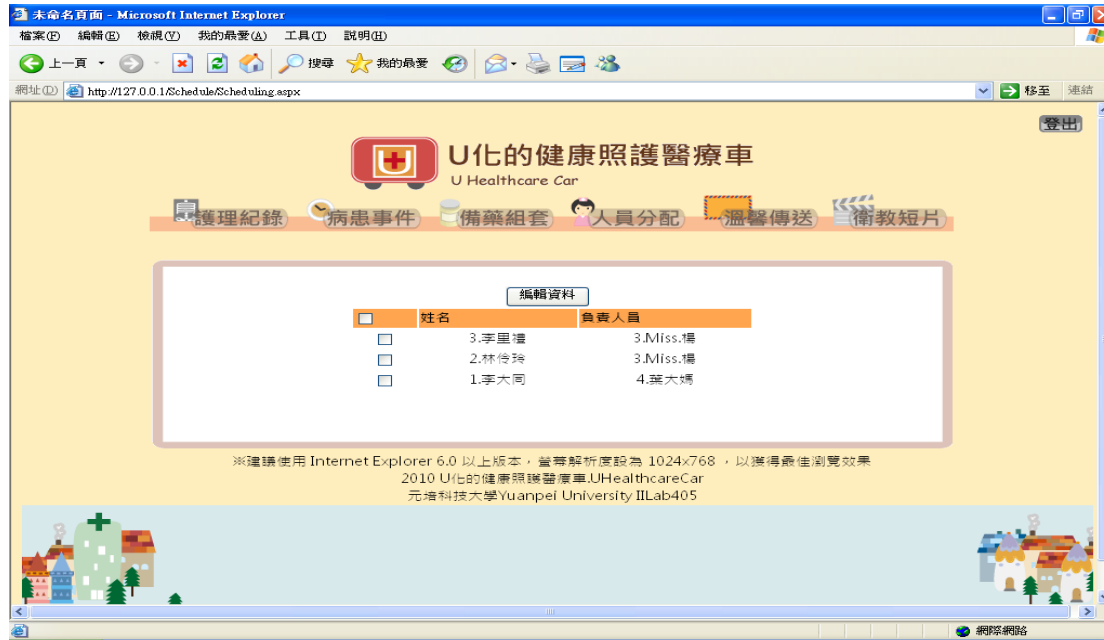 未命名頁面 - Microsoft Internet Explorer
檔案(F) 編輯(E) 檢視(V) 我的最愛(A) 工具(T) 說明(H)
上一頁 搜尋 我的最愛
網址(D) http://127.0.0.1/Schedule/Scheduling.aspx 移至 連結
登出
U化的健康照護醫療車
U Healthcare Car
護理紀錄 病患事件 備藥組套 人員分配 溫馨傳送 衛教短片
編輯資料
姓名 負責人員
3.李里禮 3.Miss.楊
2.林伶玲 3.Miss.楊
1.李大同 4.葉大媽
※建議使用 Internet Explorer 6.0 以上版本，螢幕解析度設為 1024x768 ，以獲得最佳瀏覽效果
2010 U化的健康照護醫療車.UHealthcareCar
元培科技大學Yuanpei University IILab405
網際網路